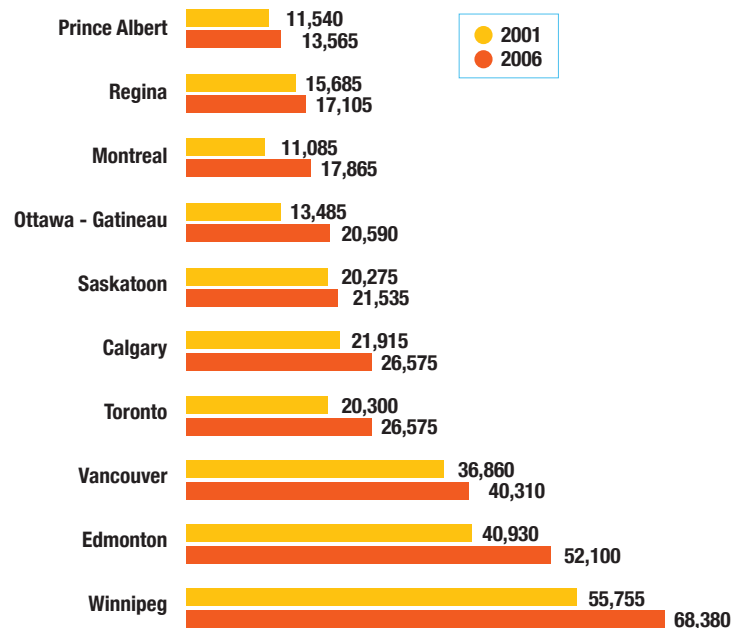 2001
2006
Prince Albert
11,540
13,565
Regina
15,685
17,105
Montreal
11,085
17,865
Ottawa - Gatineau
13,485
20,590
Saskatoon
20,275
21,535
Calgary
21,915
26,575
Toronto
20,300
26,575
Vancouver
36,860
40,310
Edmonton
40,930
52,100
Winnipeg
55,755
68,380